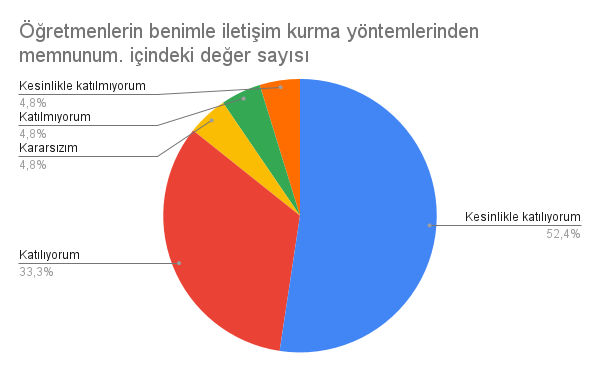 Öğretmenlerin benimle iletişim kurma yöntemlerinden
memnunum. içindeki değer sayısı
Kesinlikle katılmıyorum
4,8%
Katılmıyorum
4,8%
Kararsızım
4,8%
Kesinlikle katılıyorum
52,4%
Katılıyorum
33,3%